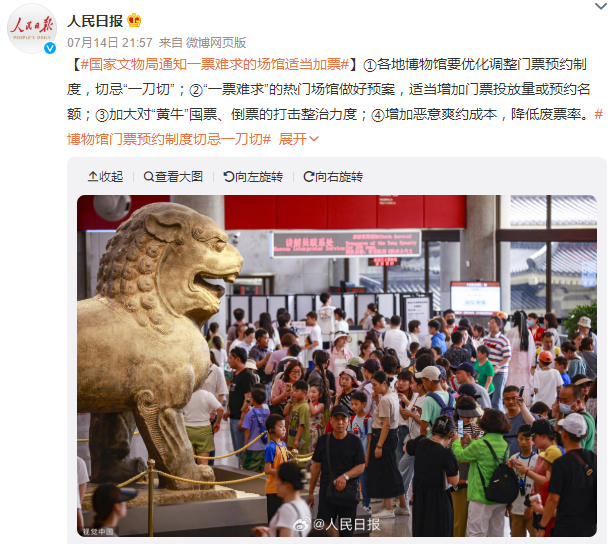 人民日报
PEOPLE'S DAILY
人民日报
07月14日 21:57 来自 微博网页版
【#国家文物局通知一票难求的场馆适当加票#】①各地博物馆要优化调整门票预约制
度，切忌“一刀切”；②“一票难求”的热门场馆做好预案，适当增加门票投放量或预约名
额；③加大对“黄牛”囤票、倒票的打击整治力度；④增加恶意爽约成本，降低废票率。#
博物馆门票预约制度切忌一刀切# 展开
收起 查看大图 向左旋转 向右旋转
讲解员联系处
@人民日报
视觉中国